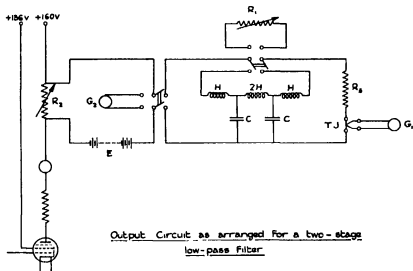 R₁
+136V +160V
R₂
G₂
H 2H H
R₃
C C
TJ
G₁
E
Output Circuit as arranged for a two-stage
low-pass filter